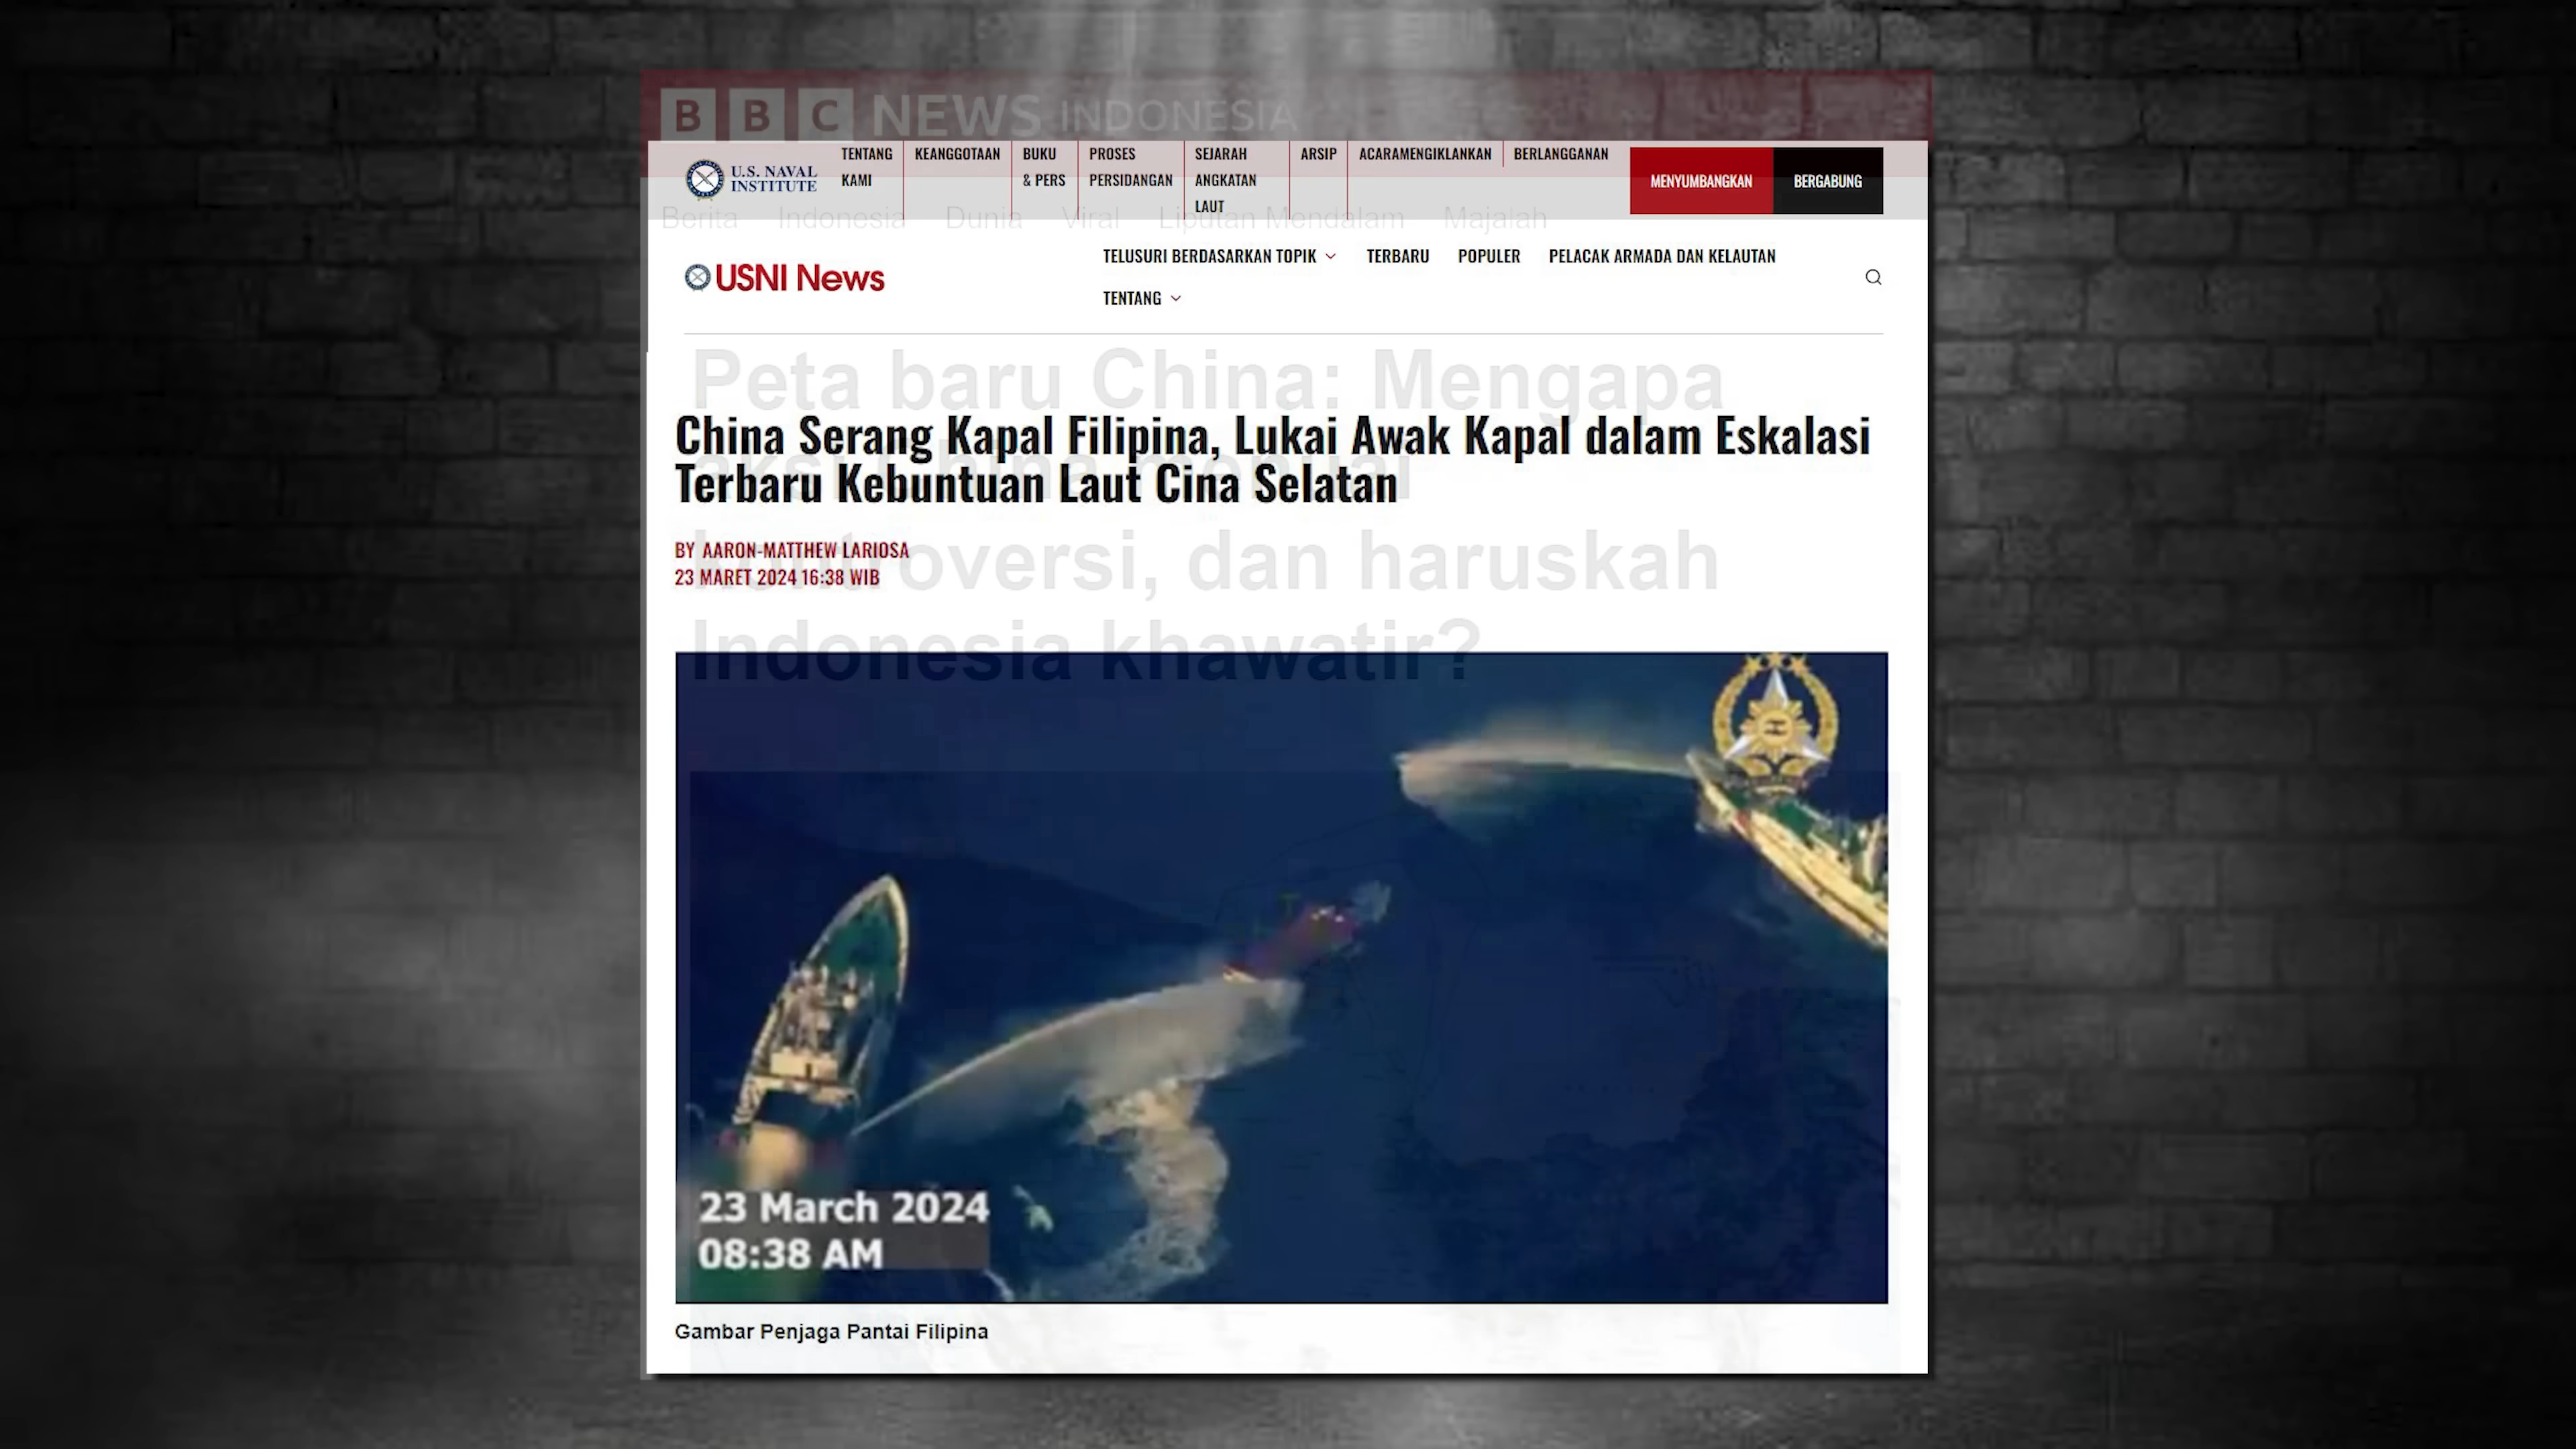 BBC NEWS INDONESIA
U.S. NAVAL
INSTITUTE
TENTANG
KAMI
KEANGGOTAAN
BUKU
& PERS
PROSES
PERSIDANGAN
SEJARAH
ANGKATAN
LAUT
ARSIP
ACARAMENGIKLANKAN
BERLANGGANAN
MENYUMBANGKAN
BERGABUNG
Berita Indonesia Dunia Viral Liputan Mendalam Majalah
USNI News
TELUSURI BERDASARKAN TOPIK TERBARU POPULER PELACAK ARMADA DAN KELAUTAN
TENTANG
Peta baru China: Mengapa
China Serang Kapal Filipina, Lukai Awak Kapal dalam Eskalasi
Terbaru Kebuntuan Laut Cina Selatan
kontroversi, dan haruskah
BY AARON-MATTHEW LARIOSA
23 MARET 2024 16:38 WIB
Indonesia khawatir?
23 March 2024
08:38 AM
Gambar Penjaga Pantai Filipina